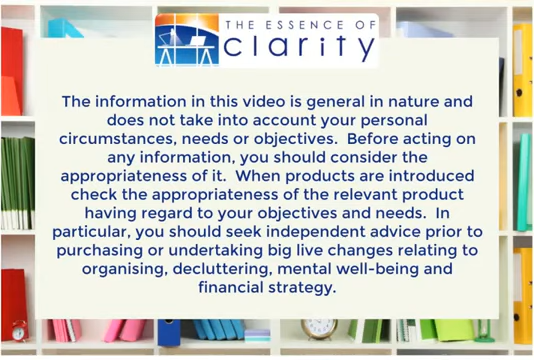 THE ESSENCE OF
clarity
The information in this video is general in nature and
does not take into account your personal
circumstances, needs or objectives. Before acting on
any information, you should consider the
appropriateness of it. When products are introduced
check the appropriateness of the relevant product
having regard to your objectives and needs. In
particular, you should seek independent advice prior to
purchasing or undertaking big live changes relating to
organising, decluttering, mental well-being and
financial strategy.